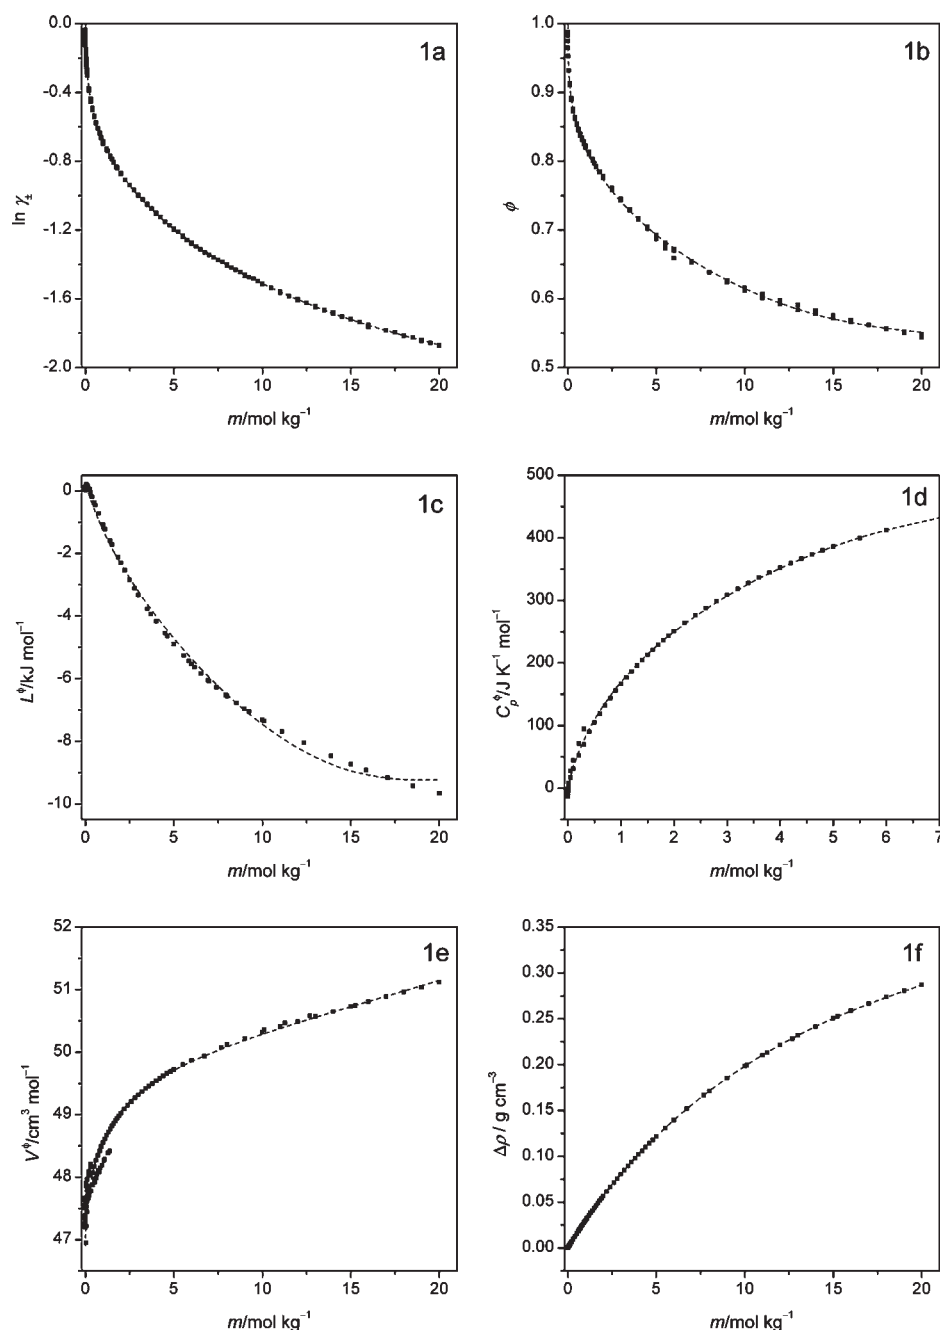 1a
ln γ±
0.0
-0.4
-0.8
-1.2
-1.6
-2.0
0 5 10 15 20
m/mol kg⁻¹
1b
ϕ
1.0
0.9
0.8
0.7
0.6
0.5
0 5 10 15 20
m/mol kg⁻¹
1c
L^ϕ/kJ mol⁻¹
0
-2
-4
-6
-8
-10
0 5 10 15 20
m/mol kg⁻¹
1d
C_p^ϕ/J K⁻¹ mol⁻¹
500
400
300
200
100
0
0 1 2 3 4 5 6 7
m/mol kg⁻¹
1e
V^ϕ/cm³ mol⁻¹
52
51
50
49
48
47
0 5 10 15 20
m/mol kg⁻¹
1f
Δρ / g cm⁻³
0.35
0.30
0.25
0.20
0.15
0.10
0.05
0.00
0 5 10 15 20
m/mol kg⁻¹